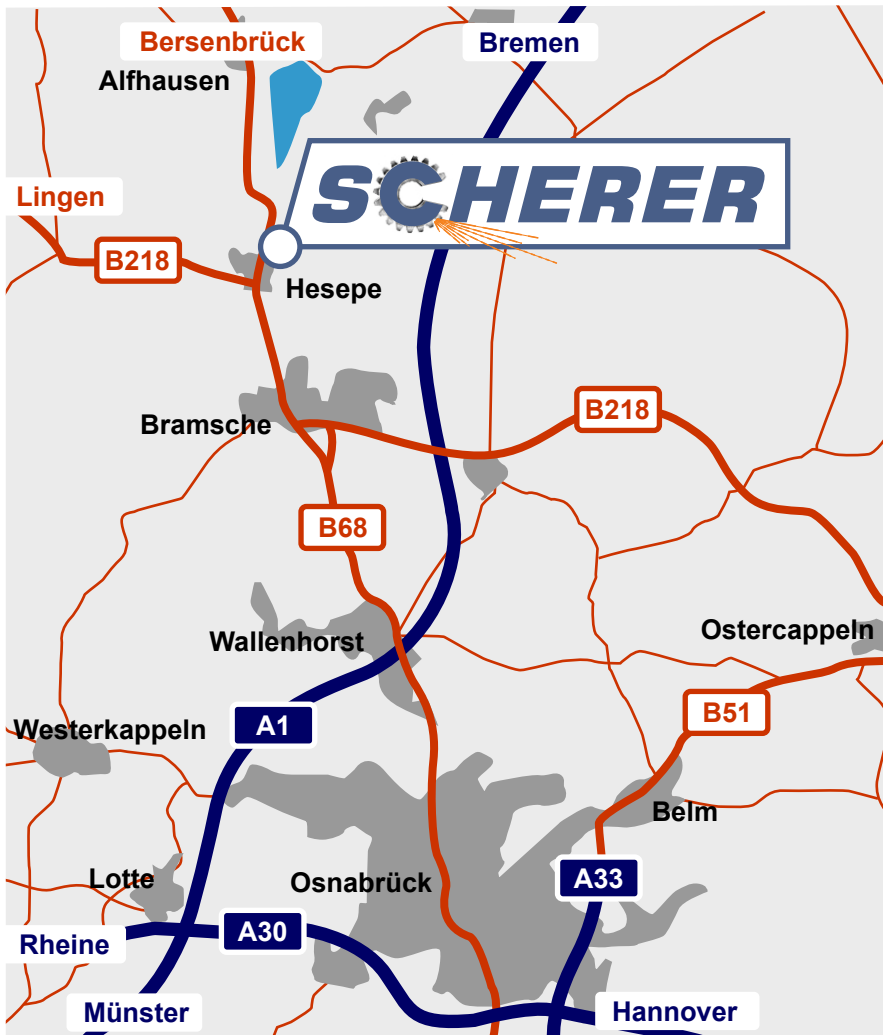 Bersenbrück
Bremen
Alfhausen
SCHERER
Lingen
B218
Hesepe
B218
Bramsche
B68
Ostercappeln
Wallenhorst
B51
A1
Westerkappeln
Belm
Lotte
Osnabrück
A33
A30
Rheine
Münster
Hannover